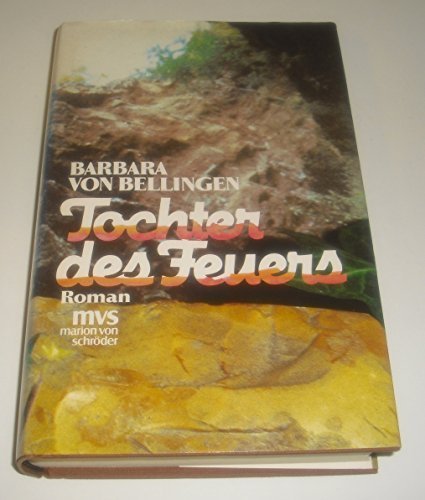 BARBARA
VON BELLINGEN
Tochter
des Feuers
Roman
mvs
marion von
schröder